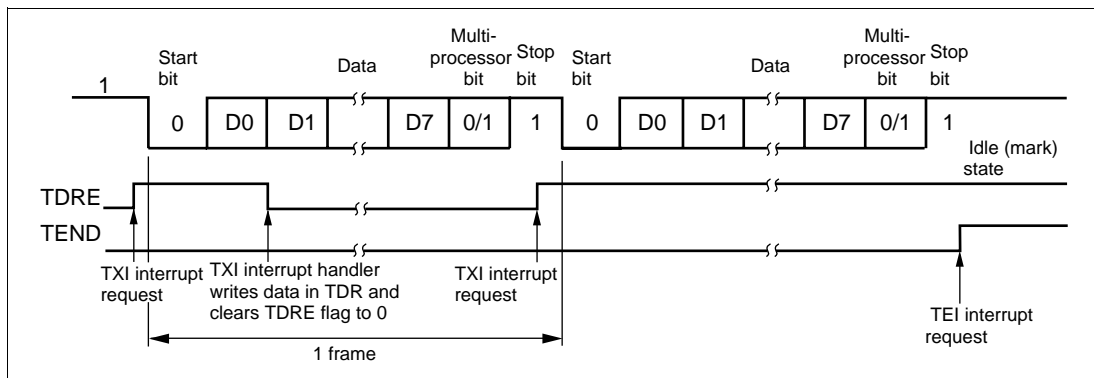 Multi-
processor
bit
Stop
bit
Start
bit
Data
Start
bit
Multi-
processor
bit
Stop
bit
Data
1
0
D0
D1
D7
0/1
1
0
D0
D1
D7
0/1
1
Idle (mark)
state
TDRE
TEND
TXI interrupt
request
TXI interrupt handler
writes data in TDR and
clears TDRE flag to 0
TXI interrupt
request
TEI interrupt
request
1 frame